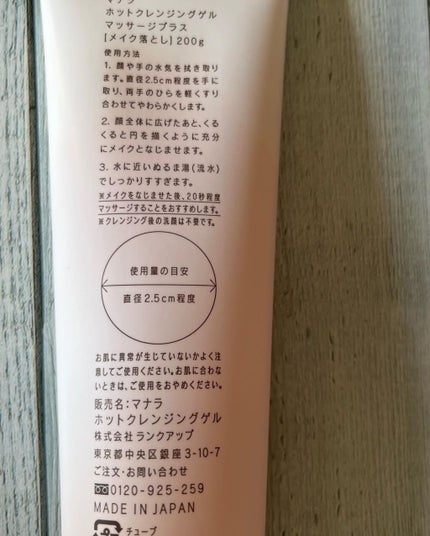 マナラ
ホットクレンジングゲル
マッサージプラス
[メイク落とし] 200g
使用方法
1. 顔や手の水気を拭き取り
ます。直径2.5cm程度を手に
取り、両手のひらを軽くすり
合わせてやわらかくします。
2. 顔全体に広げたあと、くる
くると円を描くように充分
にメイクとなじませます。
3. 水に近いぬるま湯(流水)
でしっかりすすぎます。
※メイクをなじませた後、20秒程度
マッサージすることをおすすめします。
※クレンジング後の洗顔は不要です。
使用量の目安
直径2.5cm程度
お肌に異常が生じていないかよく注
意してご使用ください。お肌に合わな
いときは、ご使用をおやめください。
販売名:マナラ
ホットクレンジングゲル
株式会社ランクアップ
東京都中央区銀座3-10-7
ご注文・お問い合わせ
0120-925-259
MADE IN JAPAN
チューブ